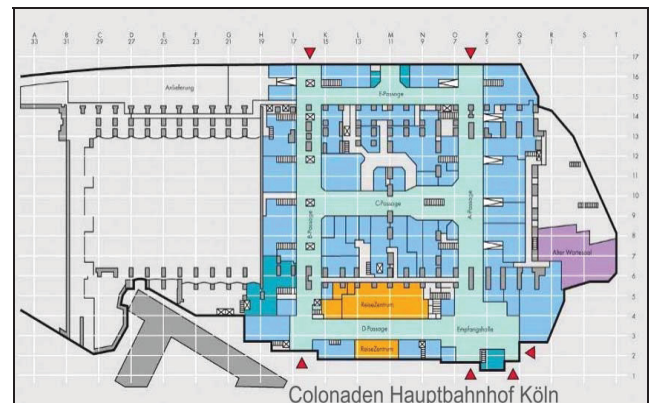 A B C D E F G H I K L M N O P Q R S T
33 31 29 27 25 23 21 19 17 15 13 11 9 7 5 3 1
17
16
Anlieferung
E-Passage
15
14
13
12
11
10
C-Passage
B-Passage
A-Passage
9
8
Alter Wartesaal
7
6
ReiseZentrum
5
4
D-Passage
Empfangshalle
3
ReiseZentrum
2
1
Colonaden Hauptbahnhof Köln